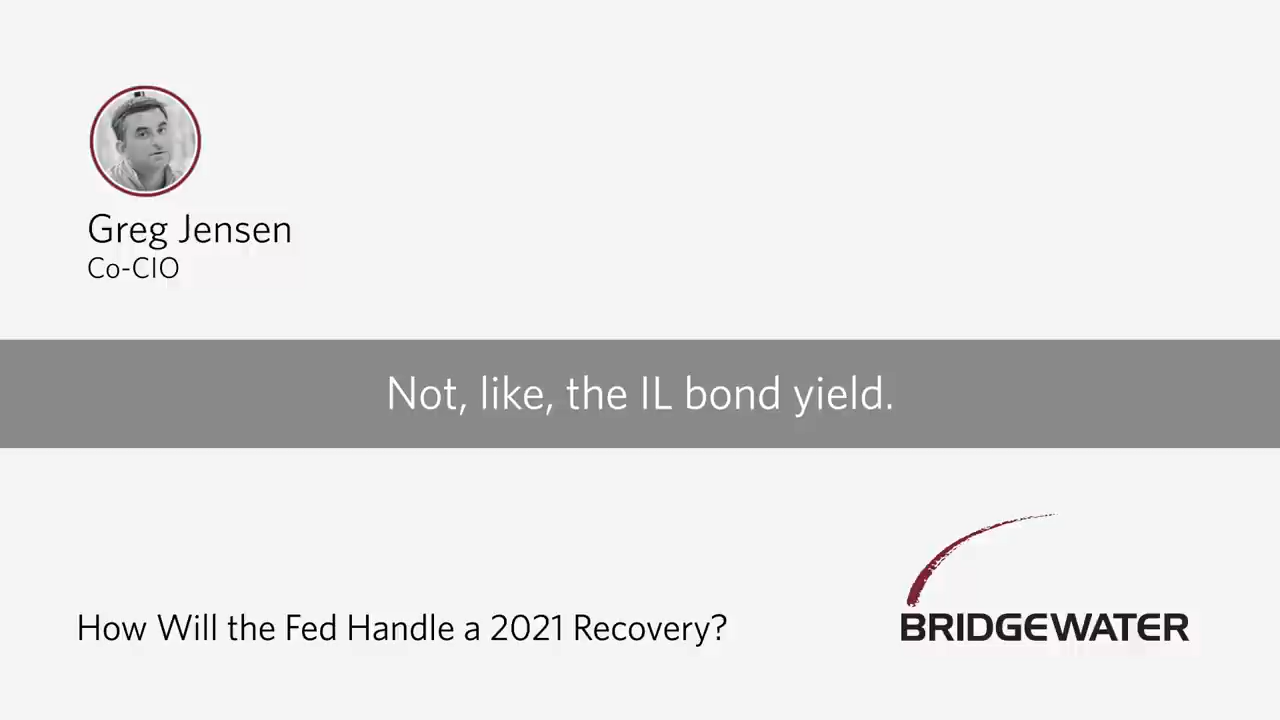 Greg Jensen
Co-CIO
Not, like, the IL bond yield.
How Will the Fed Handle a 2021 Recovery?
BRIDGEWATER